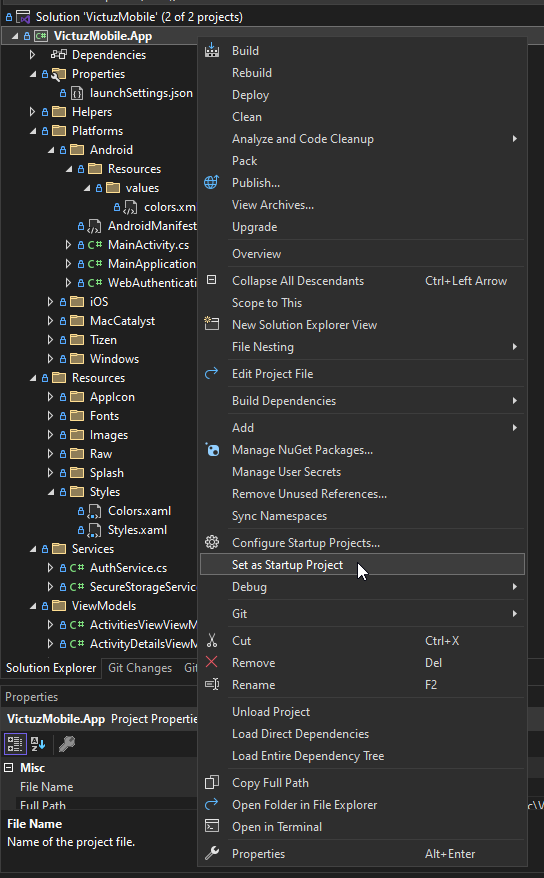 Solution 'VictuzMobile' (2 of 2 projects)
VictuzMobile.App
Dependencies
Properties
launchSettings.json
Helpers
Platforms
Android
Resources
values
colors.xm
AndroidManifest
C# MainActivity.cs
C# MainApplication
C# WebAuthenticati
iOS
MacCatalyst
Tizen
Windows
Resources
AppIcon
Fonts
Images
Raw
Splash
Styles
Colors.xaml
Styles.xaml
Services
C# AuthService.cs
C# SecureStorageService
ViewModels
C# ActivitiesViewViewM
C# ActivityDetailsViewM
Solution Explorer Git Changes Git
Properties
VictuzMobile.App Project Propertie
Misc
File Name
Full Path
File Name
Name of the project file.
Build
Rebuild
Deploy
Clean
Analyze and Code Cleanup
Pack
Publish...
View Archives...
Upgrade
Overview
Collapse All Descendants Ctrl+Left Arrow
Scope to This
New Solution Explorer View
File Nesting
Edit Project File
Build Dependencies
Add
Manage NuGet Packages...
Manage User Secrets
Remove Unused References...
Sync Namespaces
Configure Startup Projects...
Set as Startup Project
Debug
Git
Cut Ctrl+X
Remove Del
Rename F2
Unload Project
Load Direct Dependencies
Load Entire Dependency Tree
Copy Full Path
Open Folder in File Explorer
Open in Terminal
Properties Alt+Enter